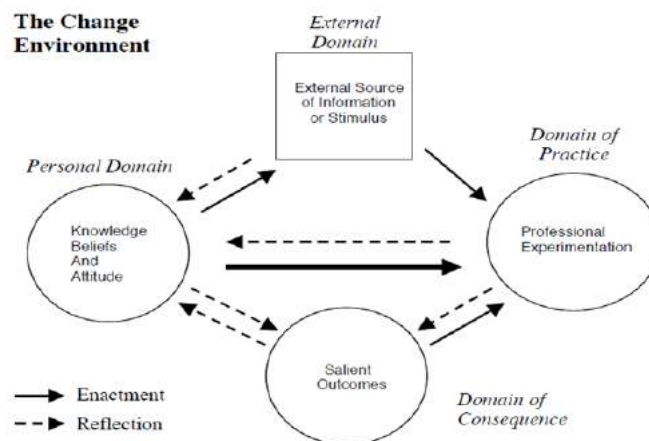 The Change
Environment
External
Domain
External Source
of Information
or Stimulus
Personal Domain
Domain of
Practice
Knowledge
Beliefs
And
Attitude
Professional
Experimentation
Salient
Outcomes
Enactment
Reflection
Domain of
Consequence